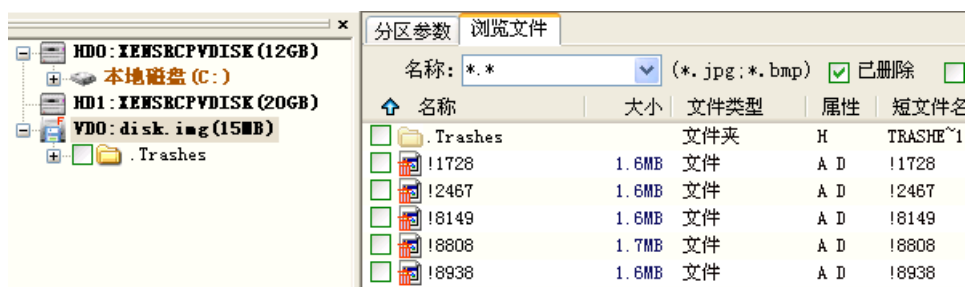 HD0:XENSRCPVDISK(12GB)
本地磁盘(C:)
HD1:XENSRCPVDISK(20GB)
VD0:disk.img(15MB)
.Trashes
分区参数 浏览文件
名称: *.* (*.jpg;*.bmp) 已删除
名称 大小 文件类型 属性 短文件名
.Trashes 文件夹 H TRASHE~1
!1728 1.6MB 文件 A D !1728
!2467 1.6MB 文件 A D !2467
!8149 1.6MB 文件 A D !8149
!8808 1.7MB 文件 A D !8808
!8938 1.6MB 文件 A D !8938